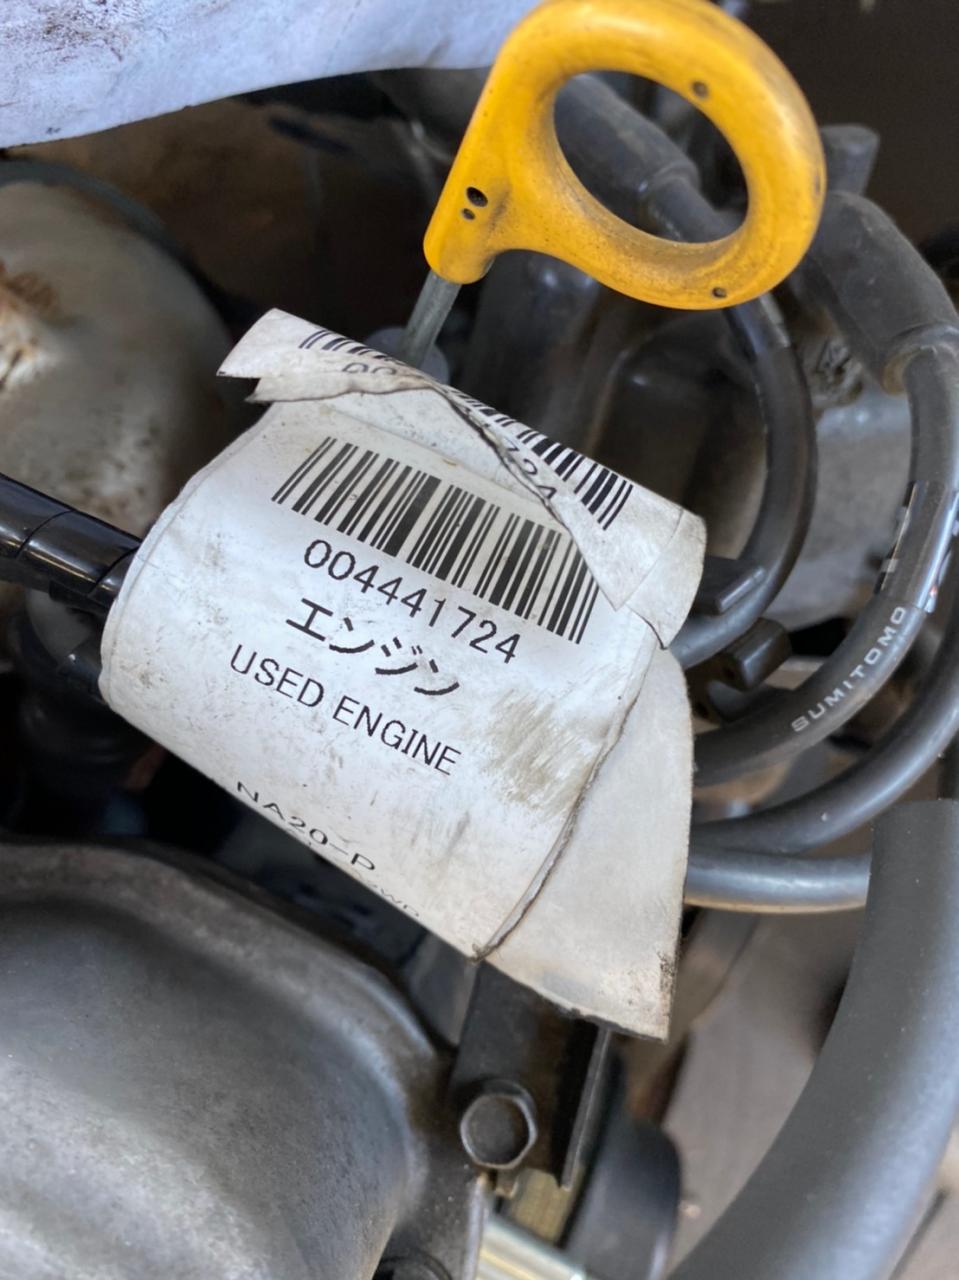 004441724
エンジン
USED ENGINE
NA20-P
SUMITOMO